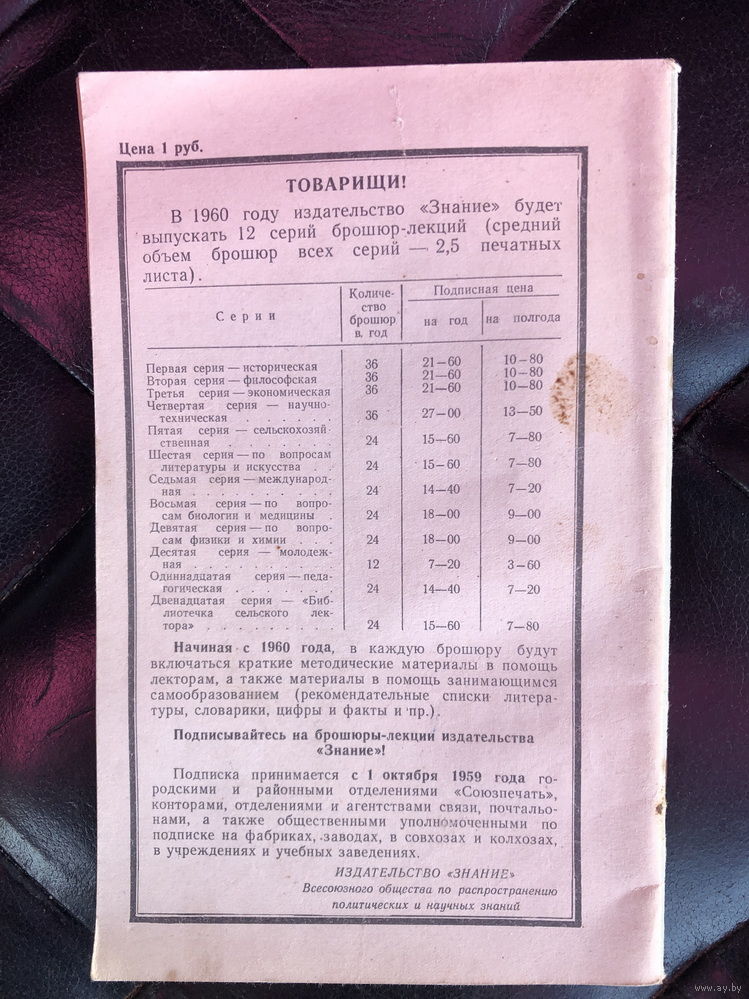 Цена 1 руб.
ТОВАРИЩИ!
В 1960 году издательство «Знание» будет
выпускать 12 серий брошюр-лекций (средний
объем брошюр всех серий — 2,5 печатных
листа).
Серии
Количе-
ство
брошюр
в. год
Подписная цена
на год
на полгода
Первая серия — историческая 36 21—60 10—80
Вторая серия — философская 36 21—60 10—80
Третья серия — экономическая 36 21—60 10—80
Четвертая серия — научно-
техническая . . . . . . 36 27—00 13—50
Пятая серия — сельскохозяй
ственная . . . . . . . 24 15—60 7—80
Шестая серия — по вопросам
литературы и искусства . . 24 15—60 7—80
Седьмая серия — международ-
ная . . . . . . . . . . 24 14—40 7—20
Восьмая серия — по вопро-
сам биологии и медицины . 24 18—00 9—00
Девятая серия — по вопро-
сам физики и химии . . . 24 18—00 9—00
Десятая серия — молодеж-
ная . . . . . . . . . . 12 7—20 3—60
Одиннадцатая серия — педа-
гогическая . . . . . . . 24 14—40 7—20
Двенадцатая серия — «Биб-
лиотечка сельского лек-
тора» . . . . . . . . . 24 15—60 7—80
Начиная с 1960 года, в каждую брошюру будут
включаться краткие методические материалы в помощь
лекторам, а также материалы в помощь занимающимся
самообразованием (рекомендательные списки литера-
туры, словарики, цифры и факты и пр.).
Подписывайтесь на брошюры-лекции издательства
«Знание»!
Подписка принимается с 1 октября 1959 года го-
родскими и районными отделениями «Союзпечать»,
конторами, отделениями и агентствами связи, почтальо-
нами, а также общественными уполномоченными по
подписке на фабриках, заводах, в совхозах и колхозах,
в учреждениях и учебных заведениях.
ИЗДАТЕЛЬСТВО «ЗНАНИЕ»
Всесоюзного общества по распространению
политических и научных знаний
www.ay.by